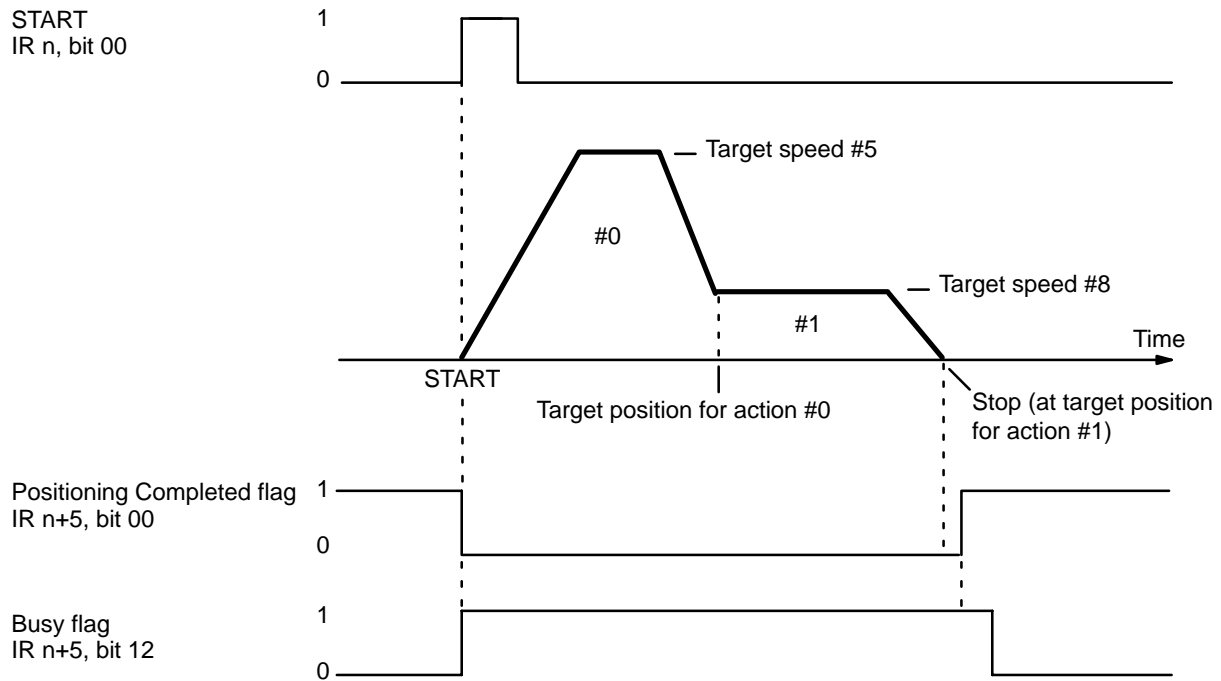 START
IR n, bit 00
1
0
Target speed #5
#0
Target speed #8
#1
Time
START
Target position for action #0
Stop (at target position
for action #1)
Positioning Completed flag
IR n+5, bit 00
1
0
Busy flag
IR n+5, bit 12
1
0